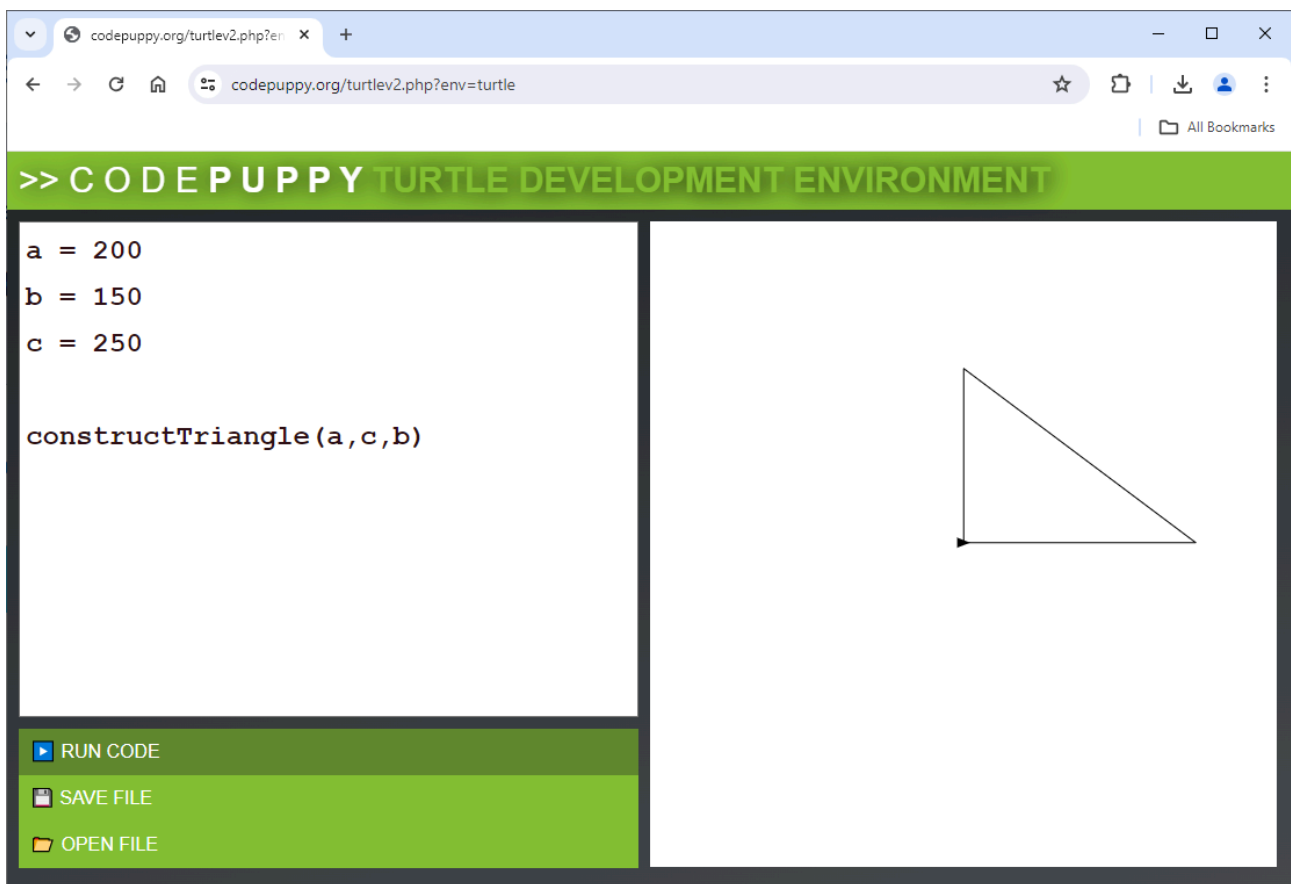 codepuppy.org/turtlev2.php?en
codepuppy.org/turtlev2.php?env=turtle
All Bookmarks
>> CODEPUPPY TURTLE DEVELOPMENT ENVIRONMENT
a = 200
b = 150
c = 250
constructTriangle(a,c,b)
RUN CODE
SAVE FILE
OPEN FILE